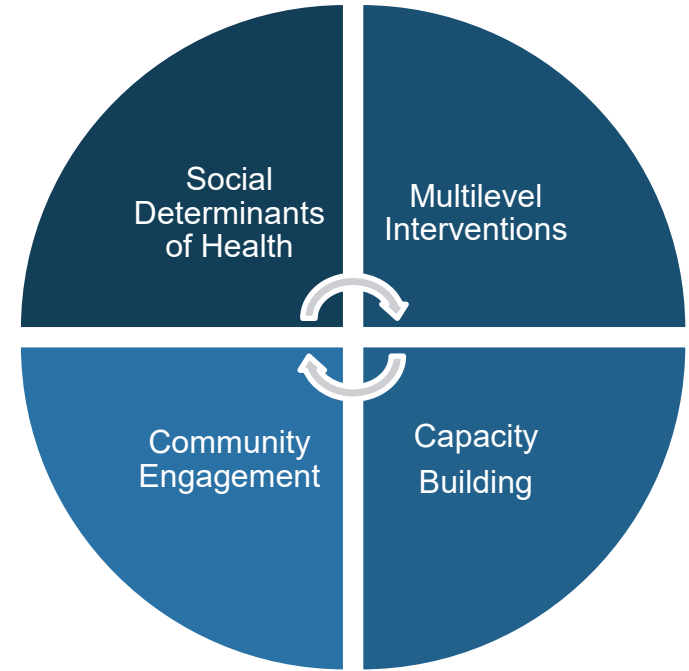 Social
Determinants
of Health
Multilevel
Interventions
Community
Engagement
Capacity
Building